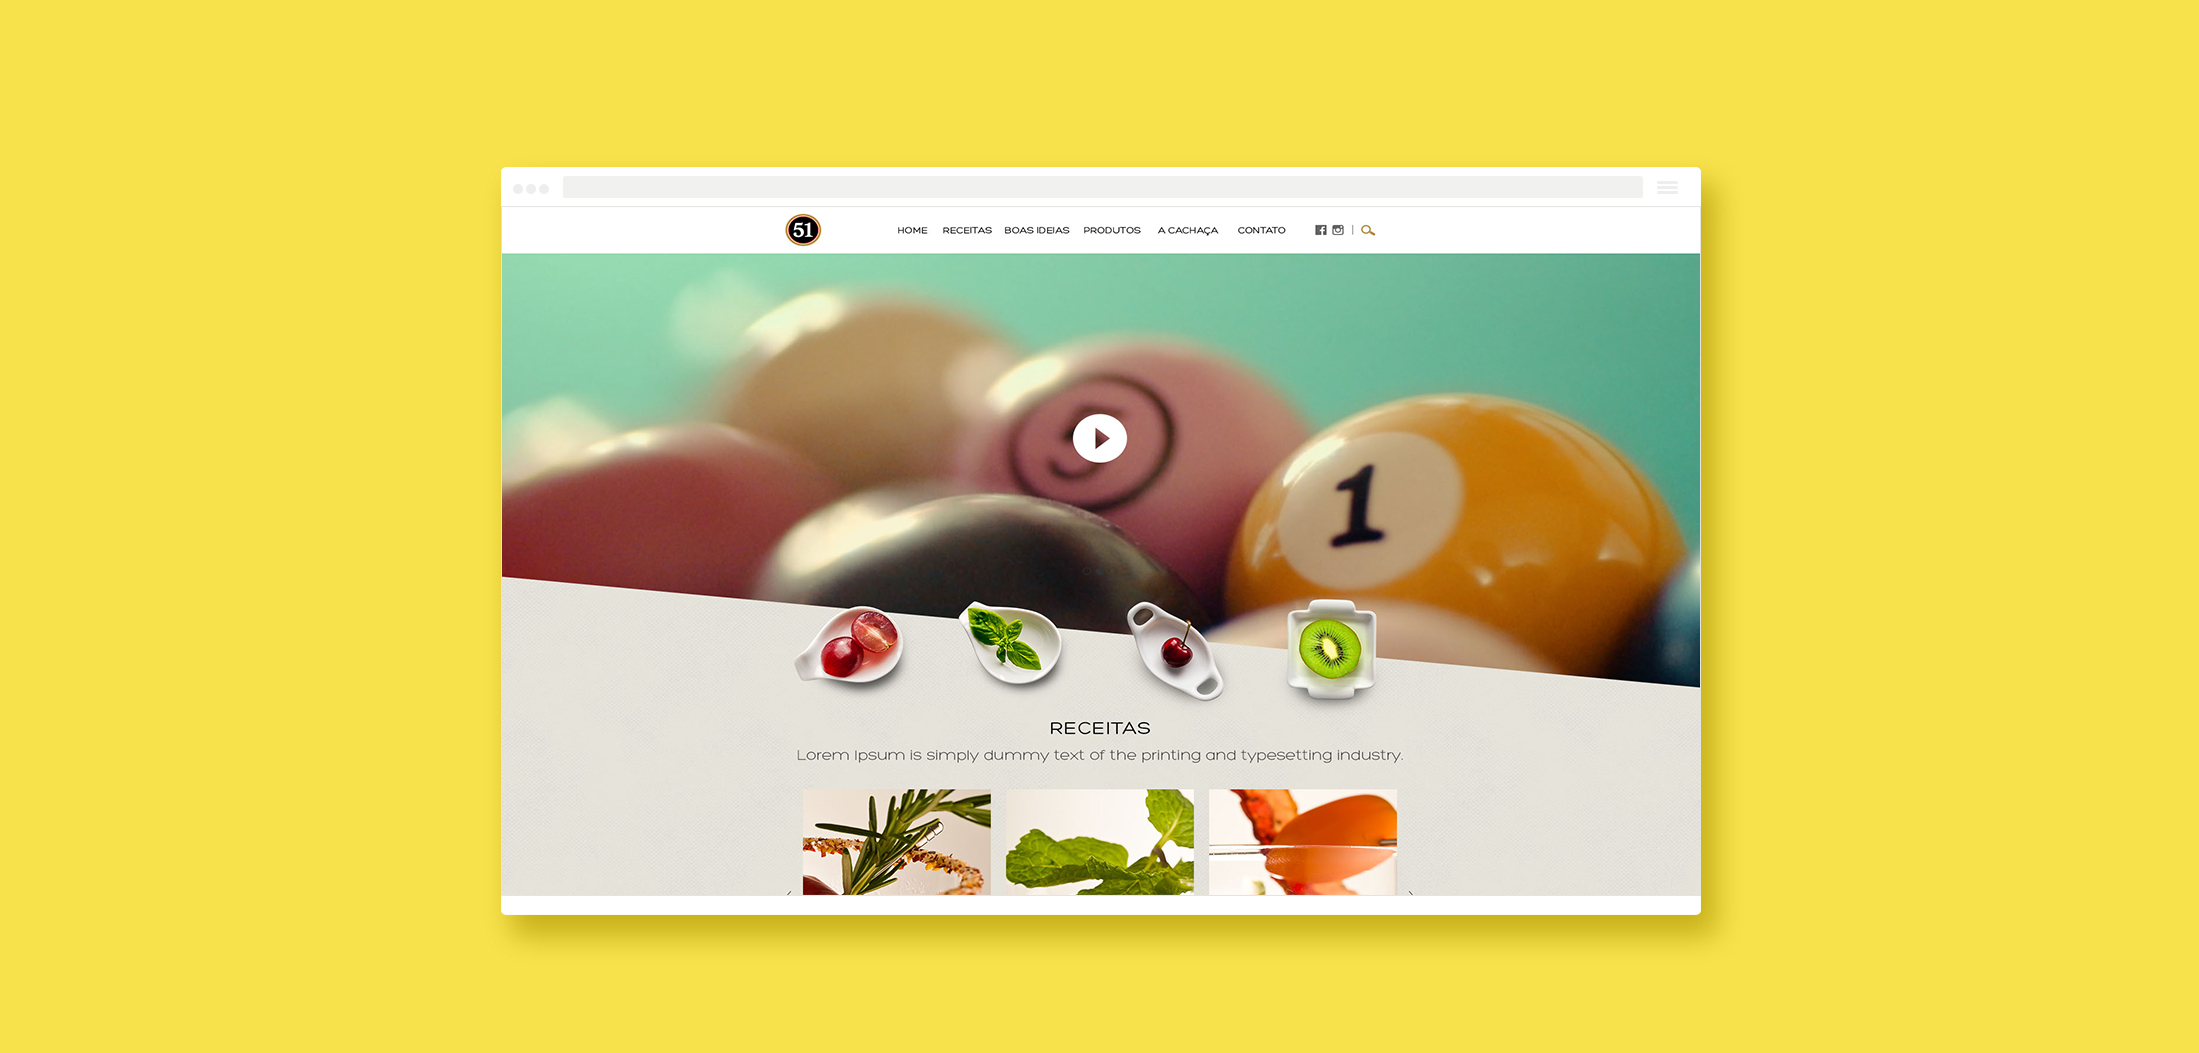 51
HOME RECEITAS BOAS IDEIAS PRODUTOS A CACHAÇA CONTATO
5
1
RECEITAS
Lorem Ipsum is simply dummy text of the printing and typesetting industry.